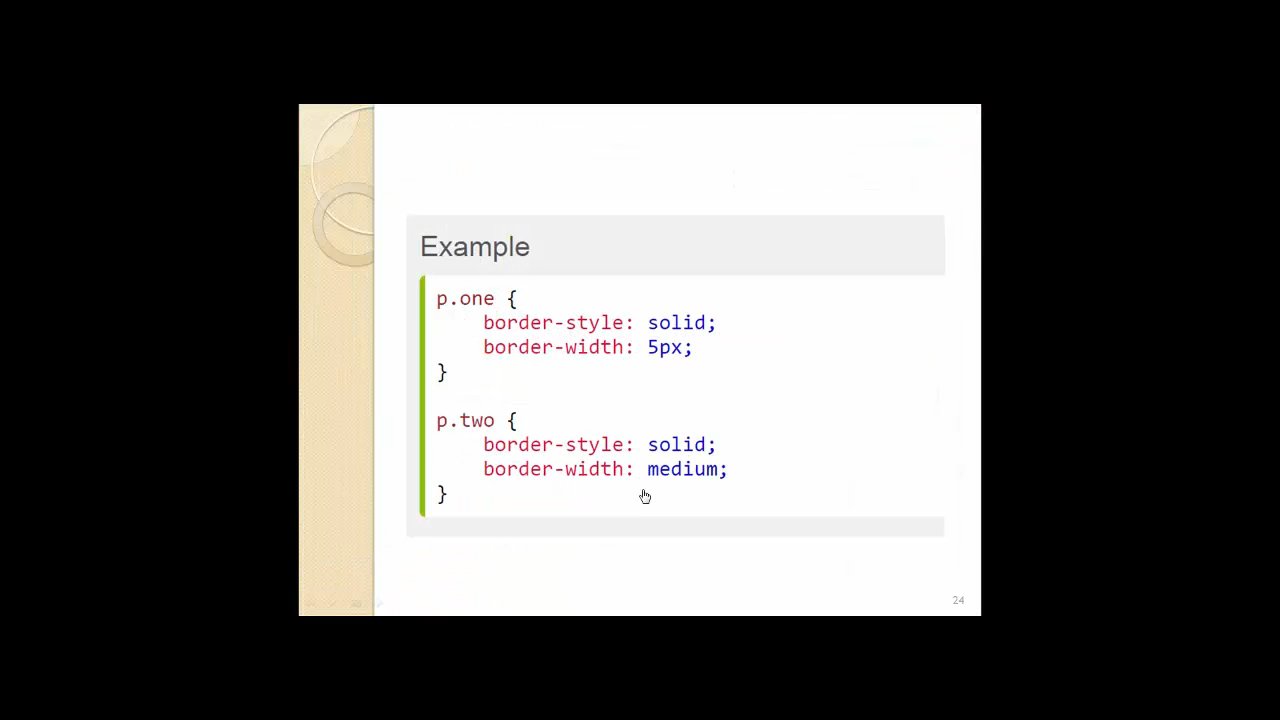 Example
p.one {
    border-style: solid;
    border-width: 5px;
}
p.two {
    border-style: solid;
    border-width: medium;
}
24